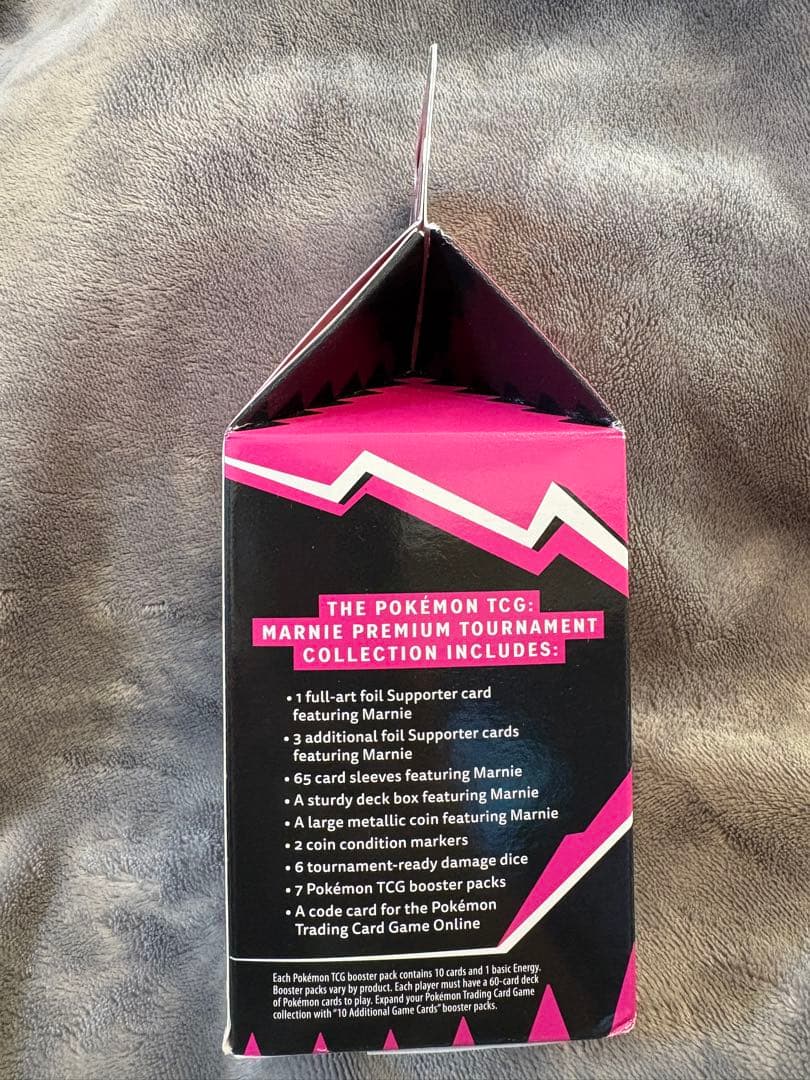 THE POKÉMON TCG:
MARNIE PREMIUM TOURNAMENT
COLLECTION INCLUDES:
• 1 full-art foil Supporter card
featuring Marnie
• 3 additional foil Supporter cards
featuring Marnie
• 65 card sleeves featuring Marnie
• A sturdy deck box featuring Marnie
• A large metallic coin featuring Marnie
• 2 coin condition markers
• 6 tournament-ready damage dice
• 7 Pokémon TCG booster packs
• A code card for the Pokémon
Trading Card Game Online
Each Pokémon TCG booster pack contains 10 cards and 1 basic Energy.
Booster packs vary by product. Each player must have a 60-card deck
of Pokémon cards to play. Expand your Pokémon Trading Card Game
collection with "10 Additional Game Cards" booster packs.